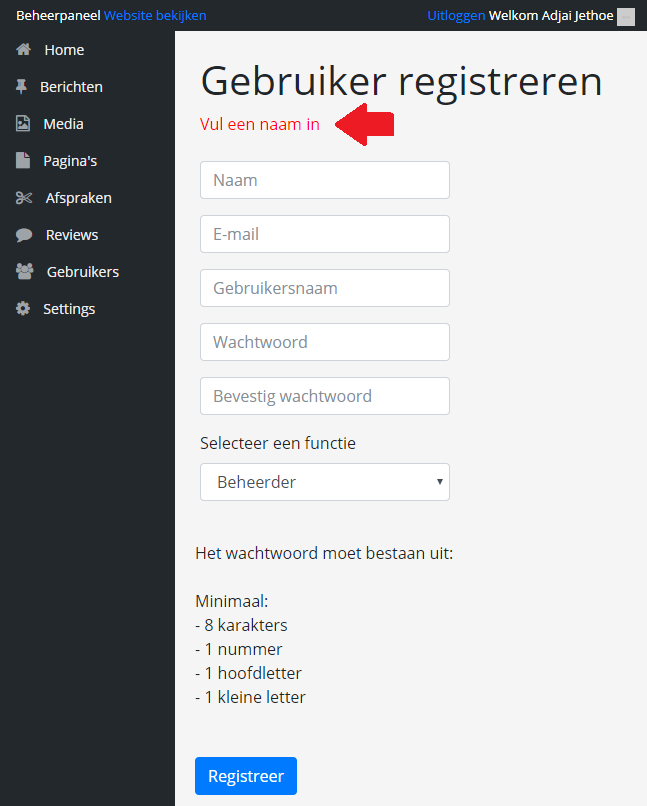 Beheerpaneel Website bekijken
Uitloggen Welkom Adjai Jethoe
Home
Berichten
Media
Pagina's
Afspraken
Reviews
Gebruikers
Settings
Gebruiker registreren
Vul een naam in
Naam
E-mail
Gebruikersnaam
Wachtwoord
Bevestig wachtwoord
Selecteer een functie
Beheerder
Het wachtwoord moet bestaan uit:
Minimaal:
- 8 karakters
- 1 nummer
- 1 hoofdletter
- 1 kleine letter
Registreer